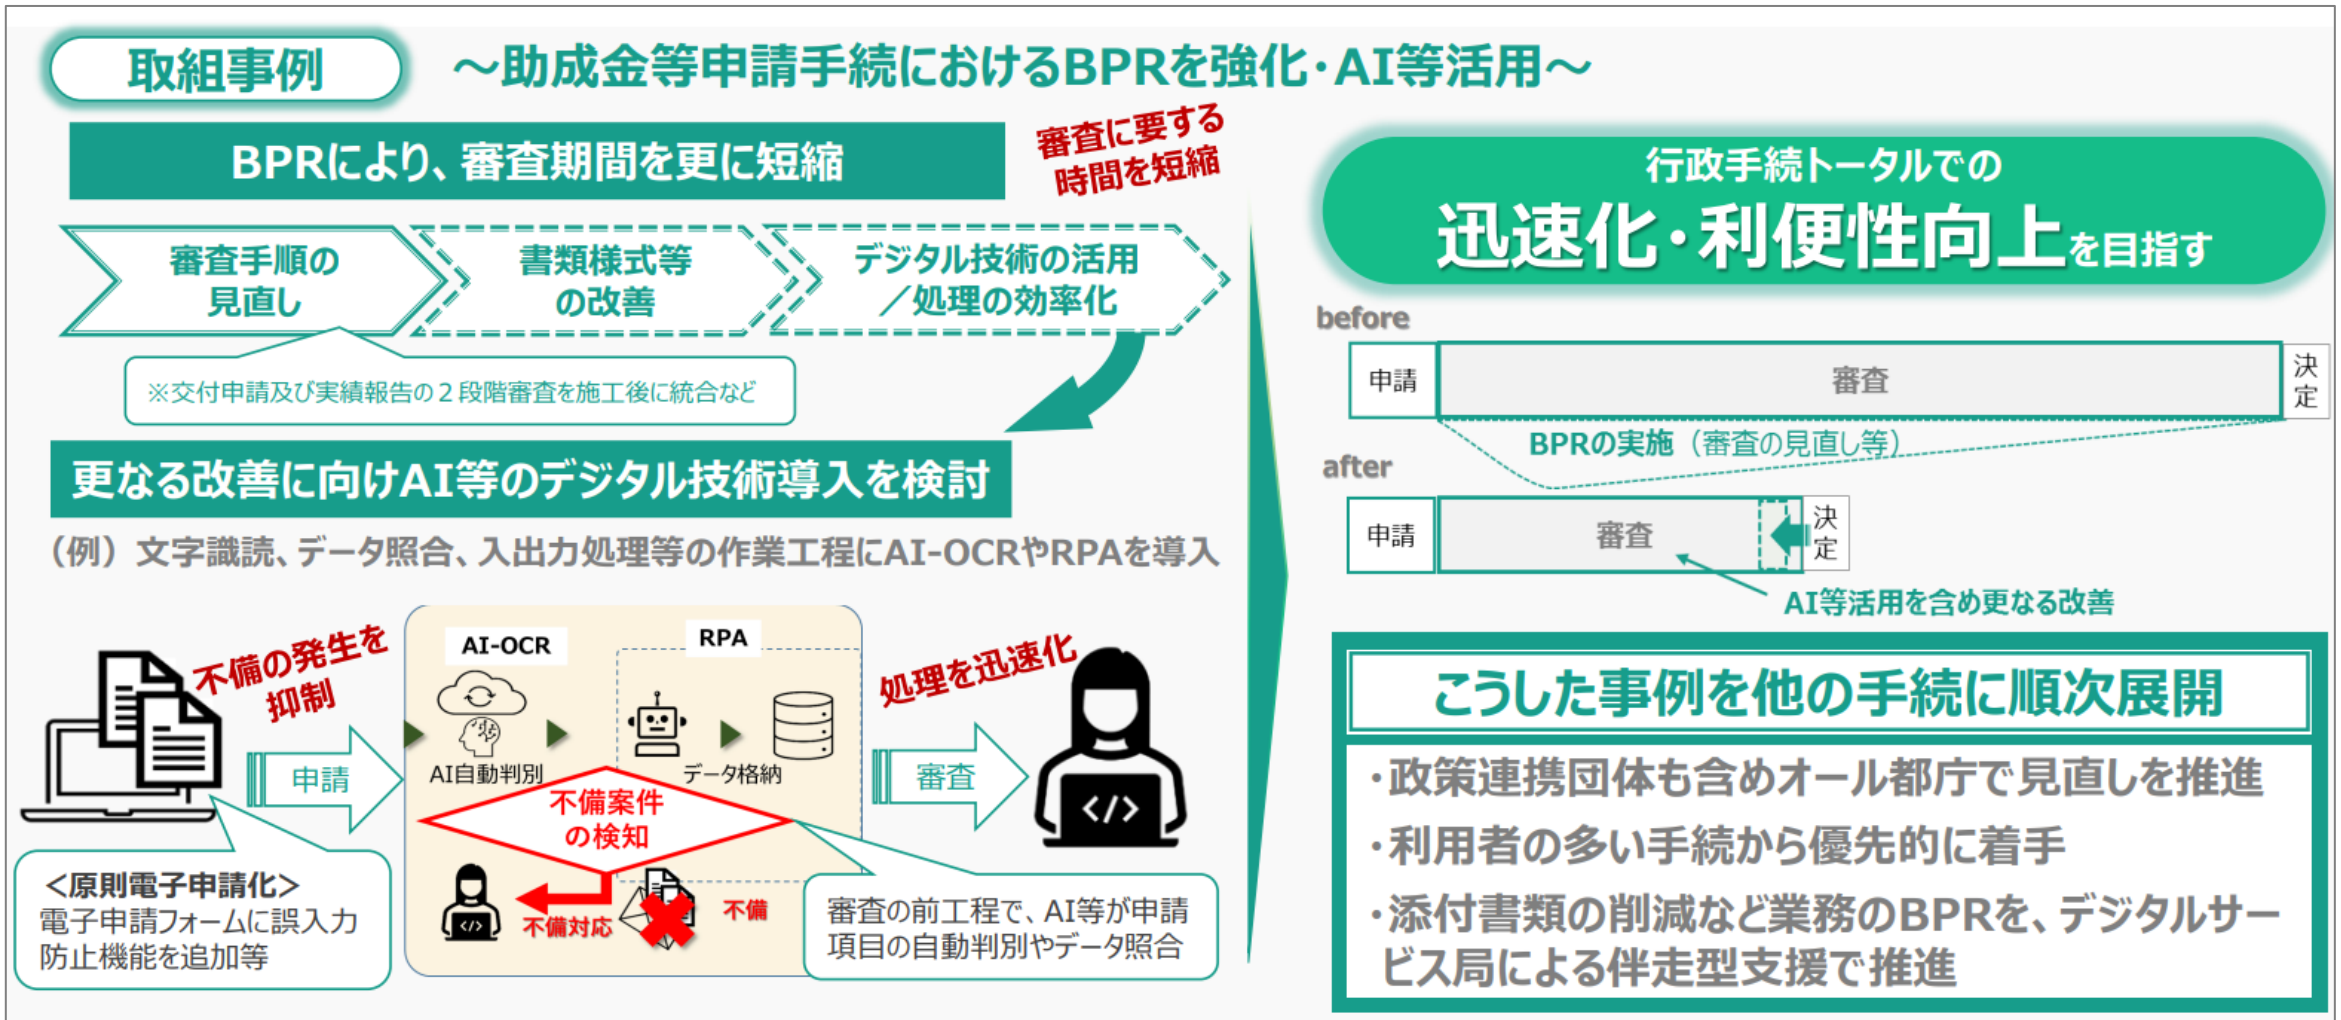 取組事例
～助成金等申請手続におけるBPRを強化・AI等活用～
BPRにより、審査期間を更に短縮
審査に要する
時間を短縮
審査手順の
見直し
書類様式等
の改善
デジタル技術の活用
／処理の効率化
※交付申請及び実績報告の２段階審査を施工後に統合など
更なる改善に向けAI等のデジタル技術導入を検討
（例）文字識読、データ照合、入出力処理等の作業工程にAI-OCRやRPAを導入
不備の発生を
抑制
申請
AI-OCR
RPA
AI自動判別
データ格納
不備案件
の検知
不備対応
不備
処理を迅速化
審査
</>
</>
＜原則電子申請化＞
電子申請フォームに誤入力
防止機能を追加等
審査の前工程で、AI等が申請
項目の自動判別やデータ照合
行政手続トータルでの
迅速化・利便性向上を目指す
before
申請
審査
決
定
BPRの実施（審査の見直し等）
after
申請
審査
決
定
AI等活用を含め更なる改善
こうした事例を他の手続に順次展開
・政策連携団体も含めオール都庁で見直しを推進
・利用者の多い手続から優先的に着手
・添付書類の削減など業務のBPRを、デジタルサー
ビス局による伴走型支援で推進